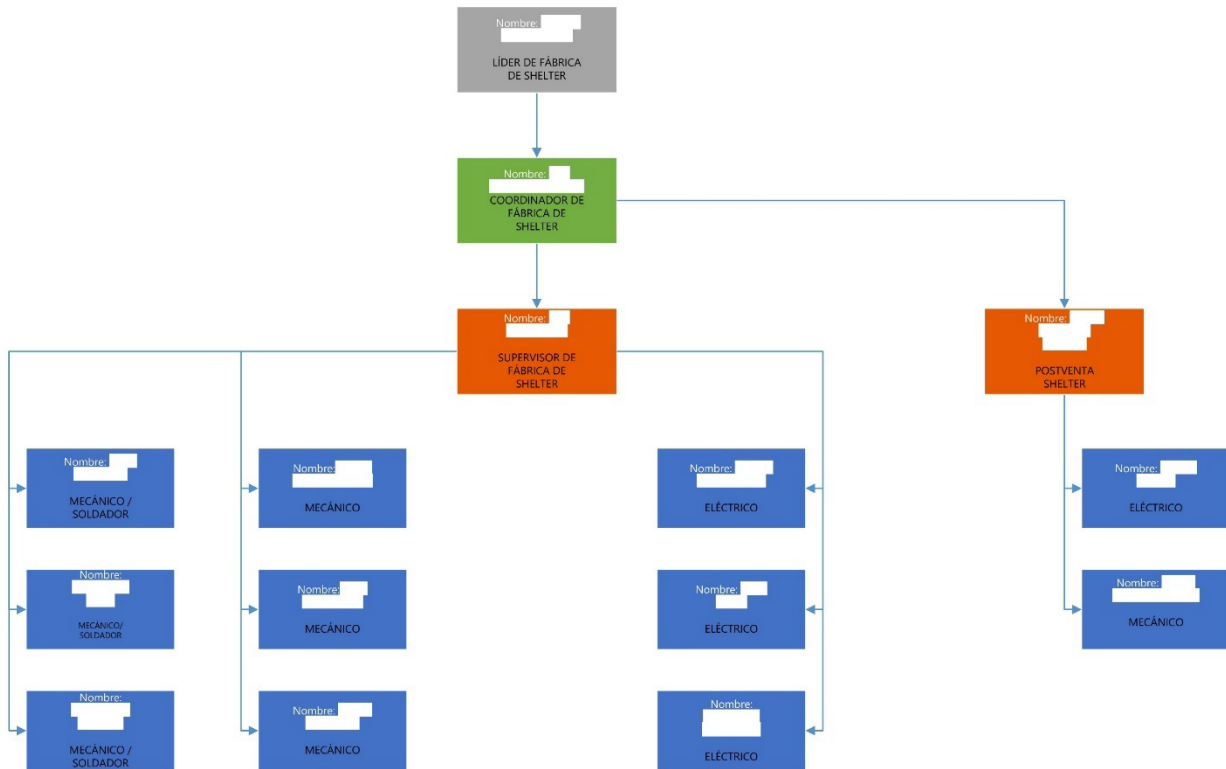 Nombre:
LÍDER DE FÁBRICA
DE SHELTER
Nombre:
COORDINADOR DE
FÁBRICA DE
SHELTER
Nombre:
SUPERVISOR DE
FÁBRICA DE
SHELTER
Nombre:
POSTVENTA
SHELTER
Nombre:
MECÁNICO /
SOLDADOR
Nombre:
MECÁNICO
Nombre:
ELÉCTRICO
Nombre:
ELÉCTRICO
Nombre:
MECÁNICO/
SOLDADOR
Nombre:
MECÁNICO
Nombre:
ELÉCTRICO
Nombre:
MECÁNICO
Nombre:
MECÁNICO /
SOLDADOR
Nombre:
MECÁNICO
Nombre:
ELÉCTRICO